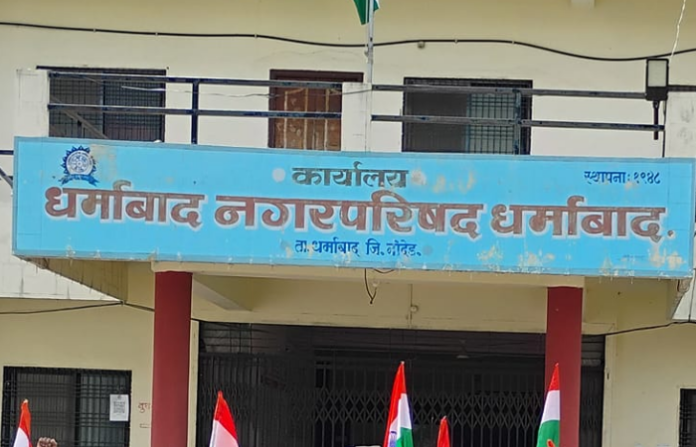 कार्यालय
स्थापना: १९४८
धर्माबाद नगरपरिषद धर्माबाद.
ता. धर्माबाद जि. नांदेड.